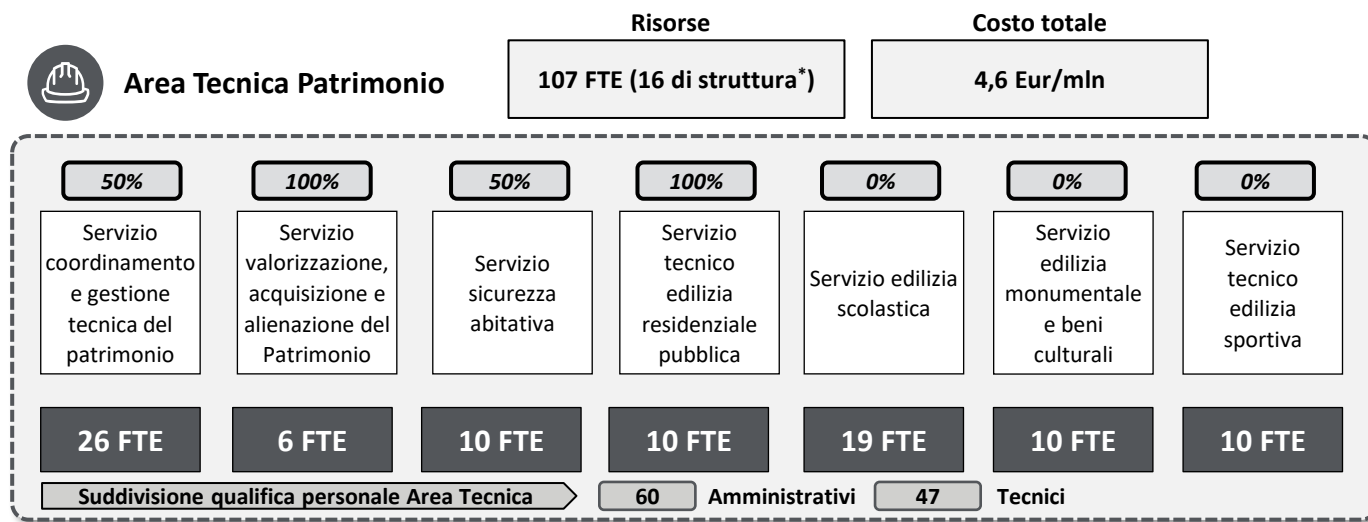 Risorse
Costo totale
Area Tecnica Patrimonio
107 FTE (16 di struttura*)
4,6 Eur/mln
50%
100%
50%
100%
0%
0%
0%
Servizio
coordinamento
e gestione
tecnica del
patrimonio
Servizio
valorizzazione,
acquisizione e
alienazione del
Patrimonio
Servizio
sicurezza
abitativa
Servizio
tecnico
edilizia
residenziale
pubblica
Servizio edilizia
scolastica
Servizio
edilizia
monumentale
e beni
culturali
Servizio
tecnico
edilizia
sportiva
26 FTE
6 FTE
10 FTE
10 FTE
19 FTE
10 FTE
10 FTE
Suddivisione qualifica personale Area Tecnica
60
Amministrativi
47
Tecnici